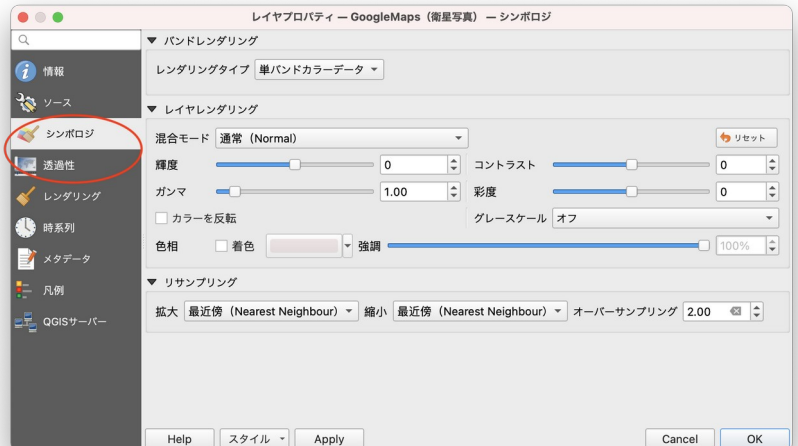 レイヤプロパティ — GoogleMaps（衛星写真） — シンボロジ
情報
ソース
シンボロジ
透過性
レンダリング
時系列
メタデータ
凡例
QGISサーバー
▼ バンドレンダリング
レンダリングタイプ 単バンドカラーデータ
▼ レイヤレンダリング
混合モード 通常（Normal） リセット
輝度 0 コントラスト 0
ガンマ 1.00 彩度 0
カラーを反転 グレースケール オフ
色相 着色 強調 100%
▼ リサンプリング
拡大 最近傍（Nearest Neighbour） 縮小 最近傍（Nearest Neighbour） オーバーサンプリング 2.00
Help スタイル Apply Cancel OK